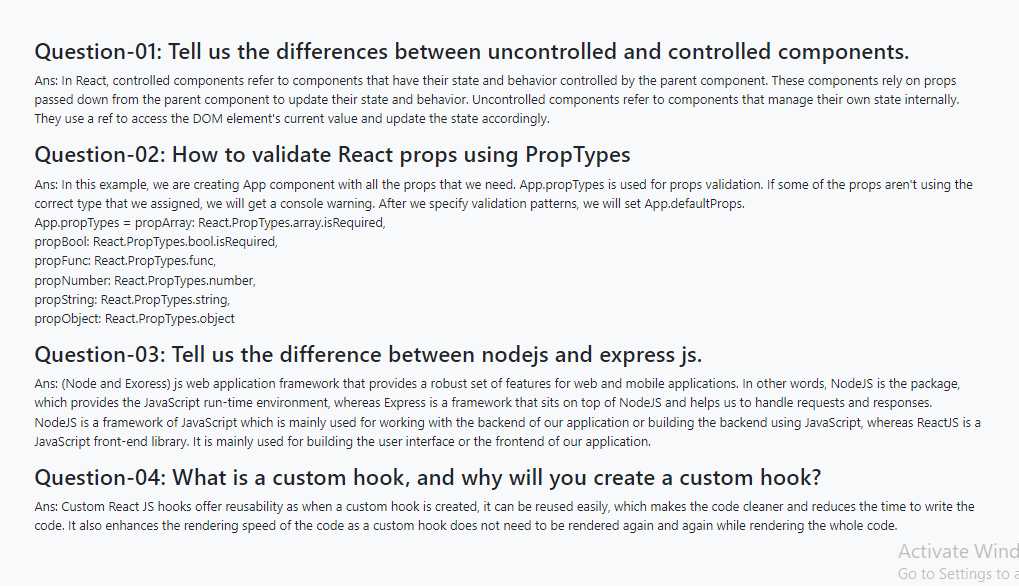 Question-01: Tell us the differences between uncontrolled and controlled components.
Ans: In React, controlled components refer to components that have their state and behavior controlled by the parent component. These components rely on props
passed down from the parent component to update their state and behavior. Uncontrolled components refer to components that manage their own state internally.
They use a ref to access the DOM element's current value and update the state accordingly.
Question-02: How to validate React props using PropTypes
Ans: In this example, we are creating App component with all the props that we need. App.propTypes is used for props validation. If some of the props aren't using the
correct type that we assigned, we will get a console warning. After we specify validation patterns, we will set App.defaultProps.
App.propTypes = propArray: React.PropTypes.array.isRequired,
propBool: React.PropTypes.bool.isRequired,
propFunc: React.PropTypes.func,
propNumber: React.PropTypes.number,
propString: React.PropTypes.string,
propObject: React.PropTypes.object
Question-03: Tell us the difference between nodejs and express js.
Ans: (Node and Exoress) js web application framework that provides a robust set of features for web and mobile applications. In other words, NodeJS is the package,
which provides the JavaScript run-time environment, whereas Express is a framework that sits on top of NodeJS and helps us to handle requests and responses.
NodeJS is a framework of JavaScript which is mainly used for working with the backend of our application or building the backend using JavaScript, whereas ReactJS is a
JavaScript front-end library. It is mainly used for building the user interface or the frontend of our application.
Question-04: What is a custom hook, and why will you create a custom hook?
Ans: Custom React JS hooks offer reusability as when a custom hook is created, it can be reused easily, which makes the code cleaner and reduces the time to write the
code. It also enhances the rendering speed of the code as a custom hook does not need to be rendered again and again while rendering the whole code.
Activate Wind
Go to Settings to a